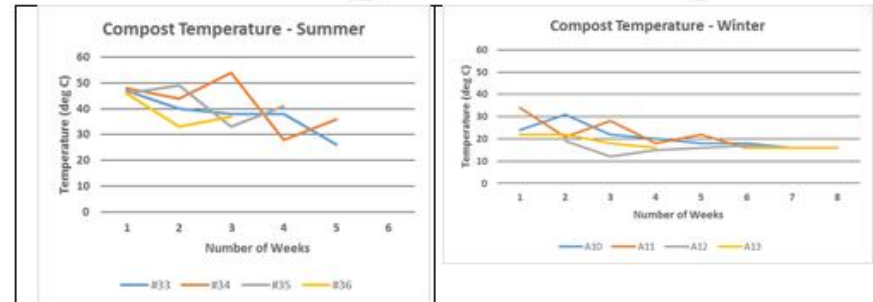 Compost Temperature - Summer
60
50
40
30
20
10
0
Temperature (deg C)
1 2 3 4 5 6
Number of Weeks
#33 #34 #35 #36
Compost Temperature - Winter
60
50
40
30
20
10
0
Temperature (deg C)
1 2 3 4 5 6 7 8
Number of Weeks
A10 A11 A12 A13